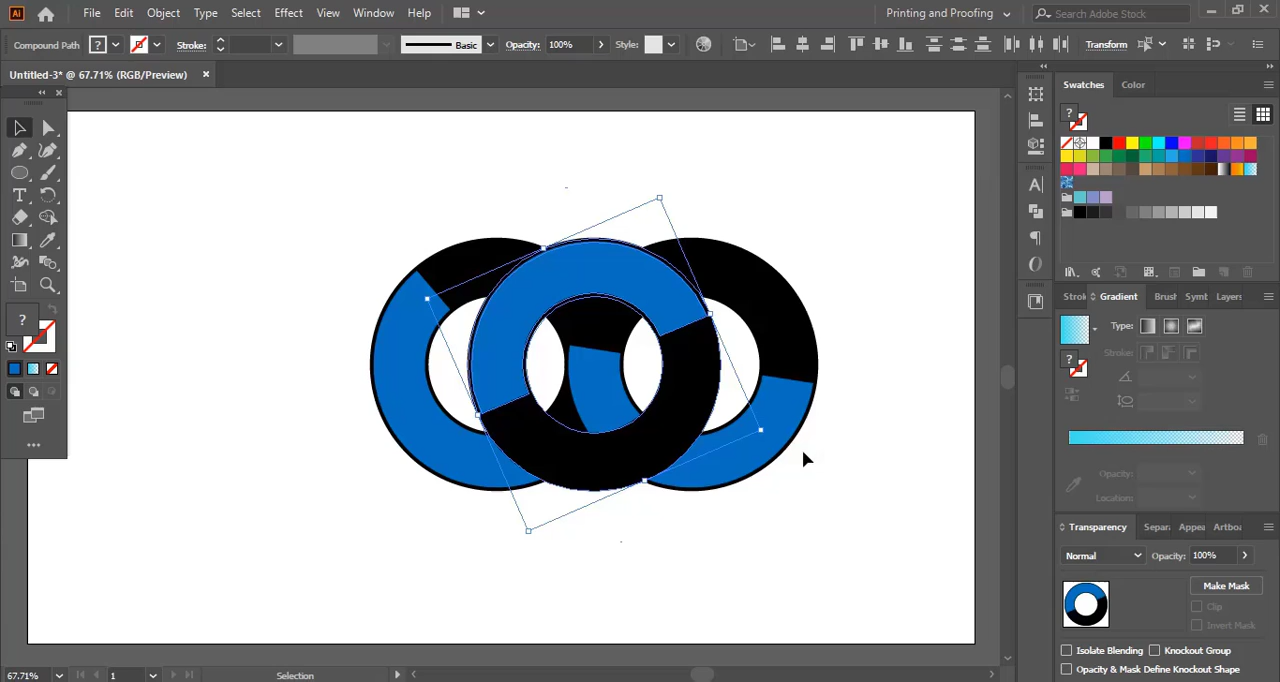 Ai File Edit Object Type Select Effect View Window Help Printing and Proofing Search Adobe Stock
Compound Path ? Stroke: Basic Opacity: 100% Style: Transform
Untitled-3* @ 67.71% (RGB/Preview)
Swatches Color
?
T
A
?
Stro Gradient Brush Symb Layers
Type:
Stroke:
?
Opacity:
Location:
Transparency Separ Appea Artbo
Normal Opacity: 100%
Make Mask
Clip
Invert Mask
Isolate Blending Knockout Group
Opacity & Mask Define Knockout Shape
67.71% 1 Selection